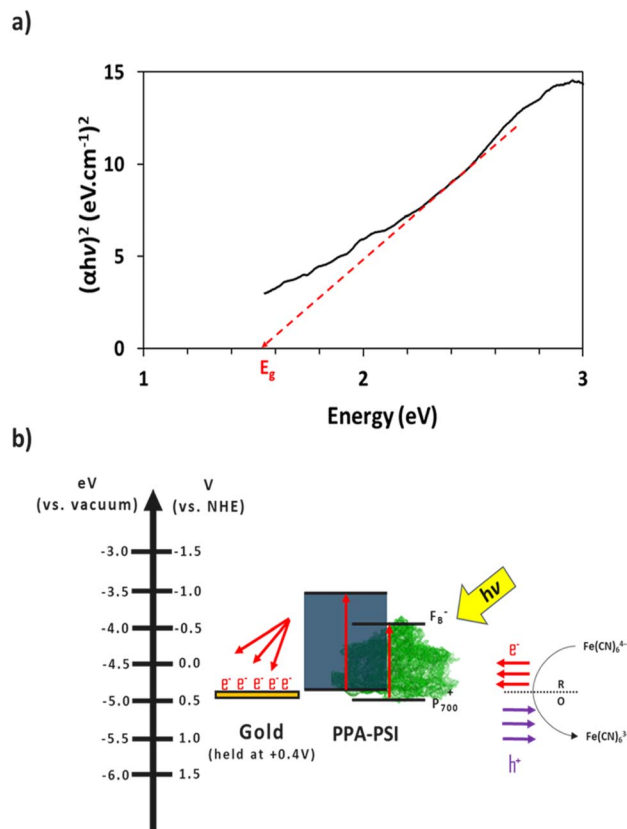 a)
15
10
5
0
(αhν)² (eV.cm⁻¹)²
1
2
3
E_g
Energy (eV)
b)
eV
(vs. vacuum)
V
(vs. NHE)
-3.0 -1.5
-3.5 -1.0
-4.0 -0.5
-4.5 0.0
-5.0 0.5
-5.5 1.0
-6.0 1.5
hν
F_B⁻
P₇₀₀⁺
e⁻ e⁻ e⁻ e⁻ e⁻
Gold
(held at +0.4V)
PPA-PSI
e⁻
h⁺
R
O
Fe(CN)₆⁴⁻
Fe(CN)₆³